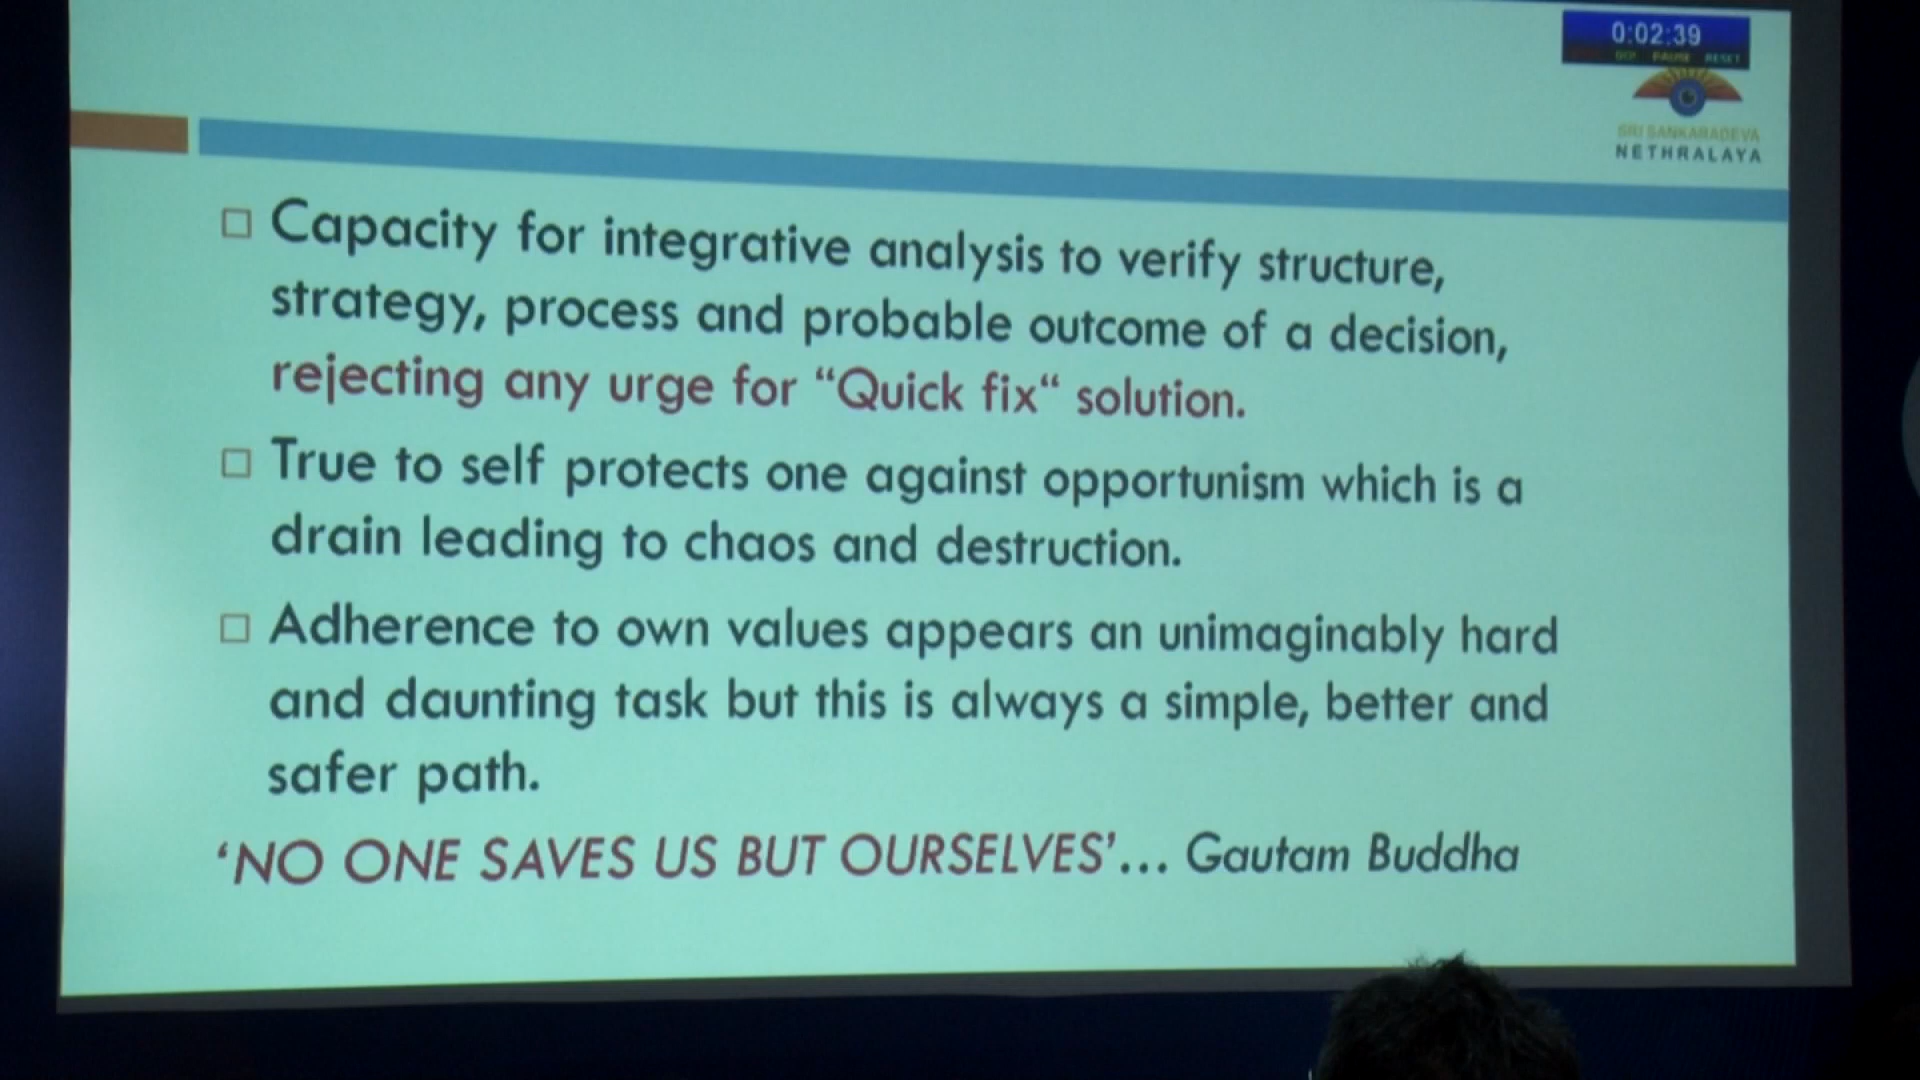 0:02:39
PAUSE RESET
SRI SANKARADEVA
NETHRALAYA
Capacity for integrative analysis to verify structure,
strategy, process and probable outcome of a decision,
rejecting any urge for “Quick fix“ solution.
True to self protects one against opportunism which is a
drain leading to chaos and destruction.
Adherence to own values appears an unimaginably hard
and daunting task but this is always a simple, better and
safer path.
‘NO ONE SAVES US BUT OURSELVES’... Gautam Buddha